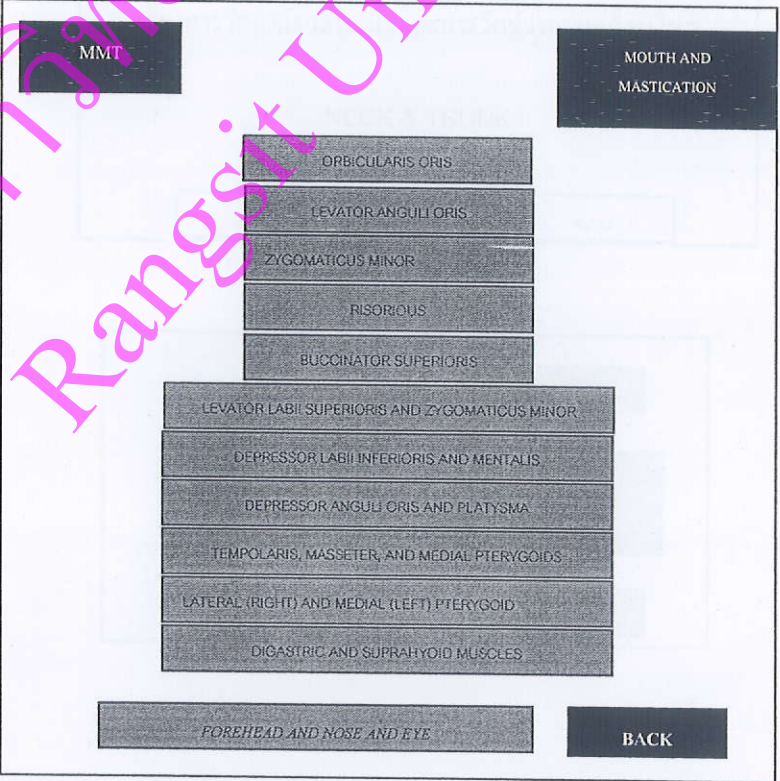 MMT
MOUTH AND
MASTICATION
ORBICULARIS ORIS
LEVATOR ANGULI ORIS
ZYGOMATICUS MINOR
RISORIOUS
BUCCINATOR SUPERIORIS
LEVATOR LABII SUPERIORIS AND ZYGOMATICUS MINOR
DEPRESSOR LABII INFERIORIS AND MENTALIS
DEPRESSOR ANGULI ORIS AND PLATYSMA
TEMPOLARIS, MASSETER, AND MEDIAL PTERYGOIDS
LATERAL (RIGHT) AND MEDIAL (LEFT) PTERYGOID
DIGASTRIC AND SUPRAHYOID MUSCLES
FOREHEAD AND NOSE AND EYE
BACK
Rangsit